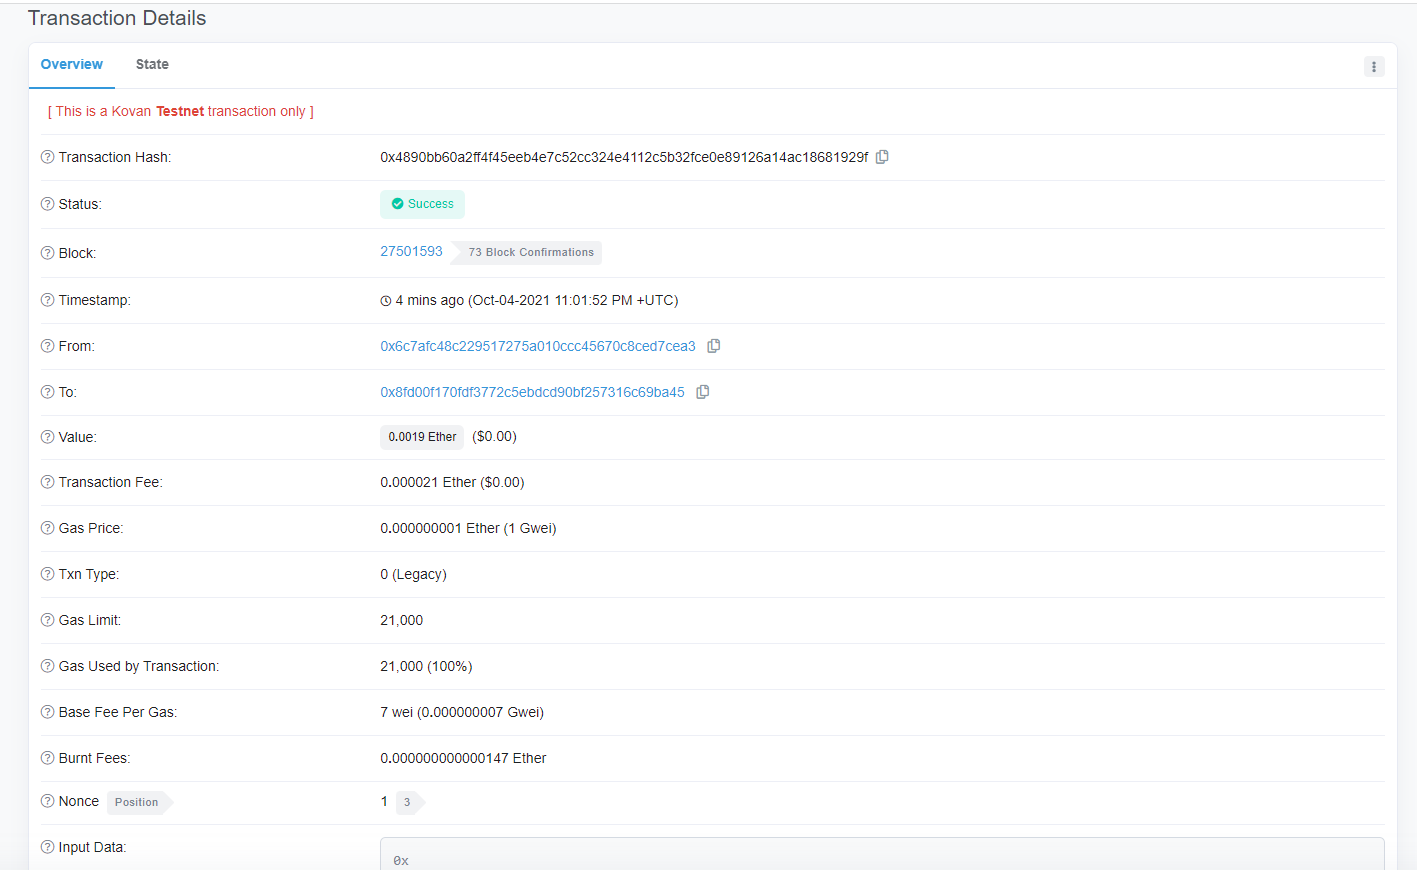 Transaction Details
Overview State
[ This is a Kovan Testnet transaction only ]
Transaction Hash: 0x4890bb60a2ff4f45eeb4e7c52cc324e4112c5b32fce0e89126a14ac18681929f
Status: Success
Block: 27501593 73 Block Confirmations
Timestamp: 4 mins ago (Oct-04-2021 11:01:52 PM +UTC)
From: 0x6c7afc48c229517275a010ccc45670c8ced7cea3
To: 0x8fd00f170fdf3772c5ebdcd90bf257316c69ba45
Value: 0.0019 Ether ($0.00)
Transaction Fee: 0.000021 Ether ($0.00)
Gas Price: 0.000000001 Ether (1 Gwei)
Txn Type: 0 (Legacy)
Gas Limit: 21,000
Gas Used by Transaction: 21,000 (100%)
Base Fee Per Gas: 7 wei (0.000000007 Gwei)
Burnt Fees: 0.000000000000147 Ether
Nonce Position 1 3
Input Data: 0x